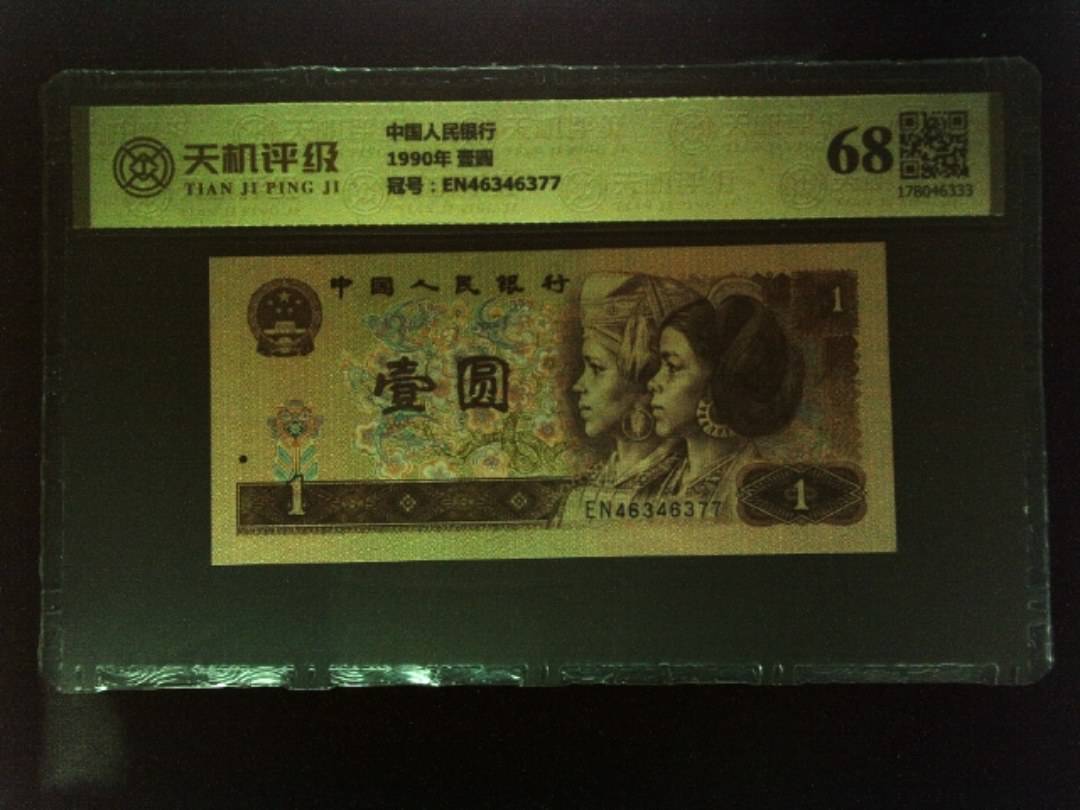 天机评级
TIAN JI PING JI
中国人民银行
1990年 壹圆
冠号：EN46346377
68
178046333
中国人民银行
1
壹圆
1
EN46346377
1